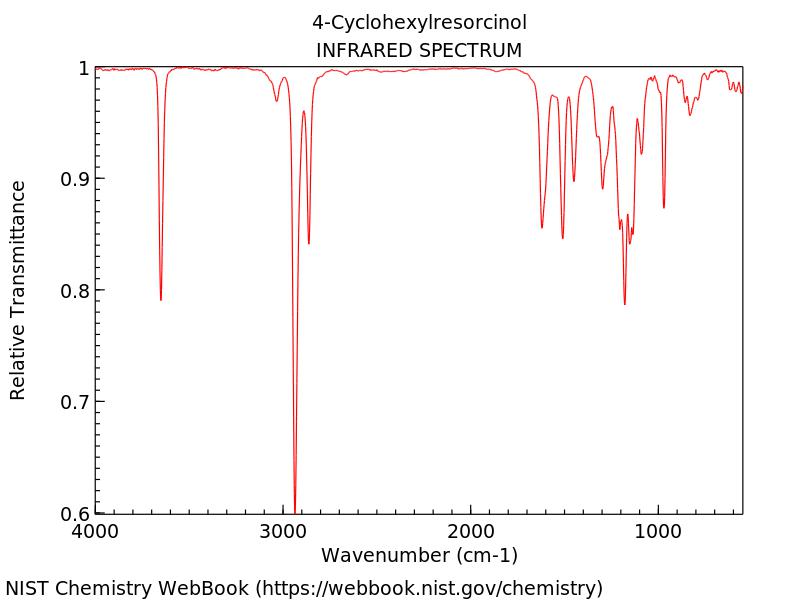 4-Cyclohexylresorcinol
INFRARED SPECTRUM
1
0.9
0.8
0.7
0.6
Relative Transmittance
4000 3000 2000 1000
Wavenumber (cm-1)
NIST Chemistry WebBook (https://webbook.nist.gov/chemistry)